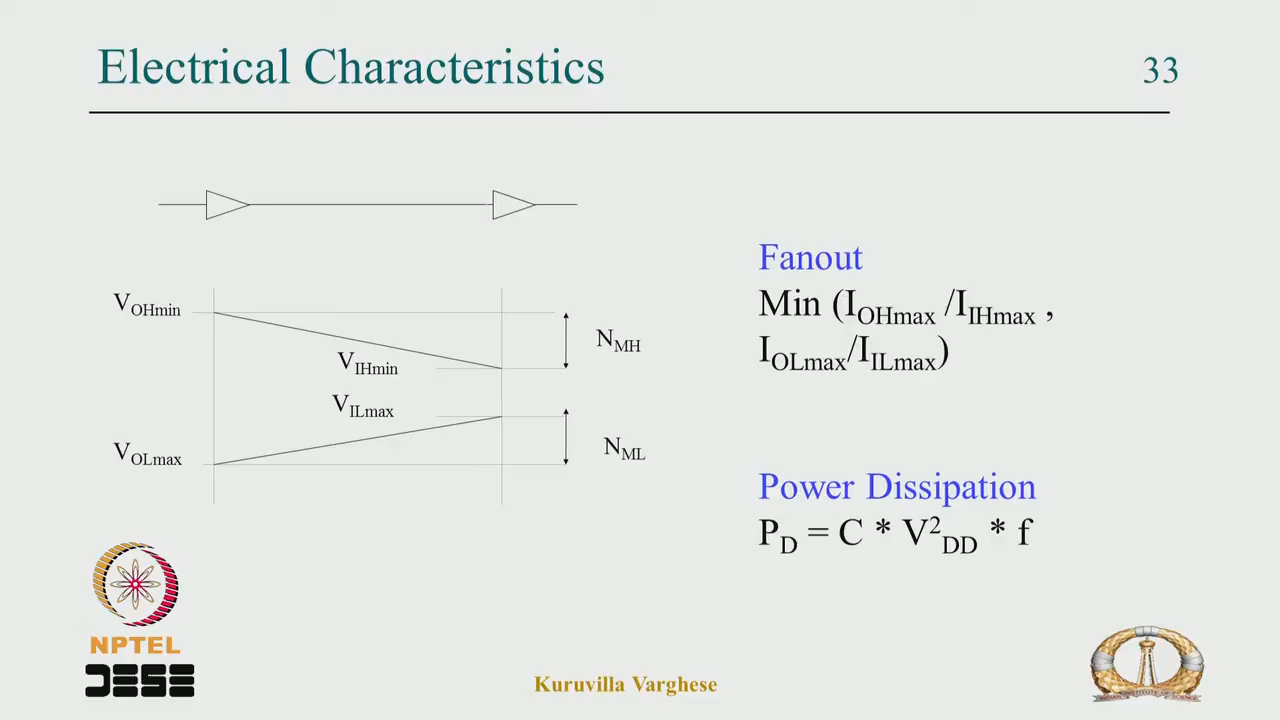 Electrical Characteristics
33
V_OHmin
V_IHmin
V_ILmax
V_OLmax
N_MH
N_ML
Fanout
Min (I_OHmax /I_IHmax ,
I_OLmax/I_ILmax)
Power Dissipation
P_D = C * V²_DD * f
NPTEL
DESE
Kuruvilla Varghese